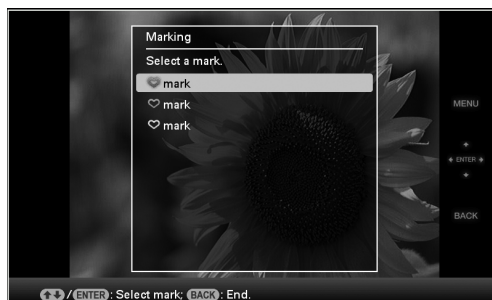 Marking
Select a mark.
mark
mark
mark
MENU
ENTER
BACK
/ENTER: Select mark; BACK: End.